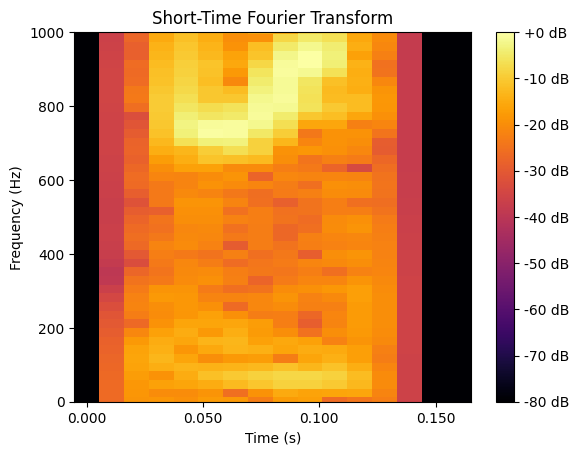 Short-Time Fourier Transform
Frequency (Hz)
1000
800
600
400
200
0
0.000 0.050 0.100 0.150
Time (s)
+0 dB
-10 dB
-20 dB
-30 dB
-40 dB
-50 dB
-60 dB
-70 dB
-80 dB